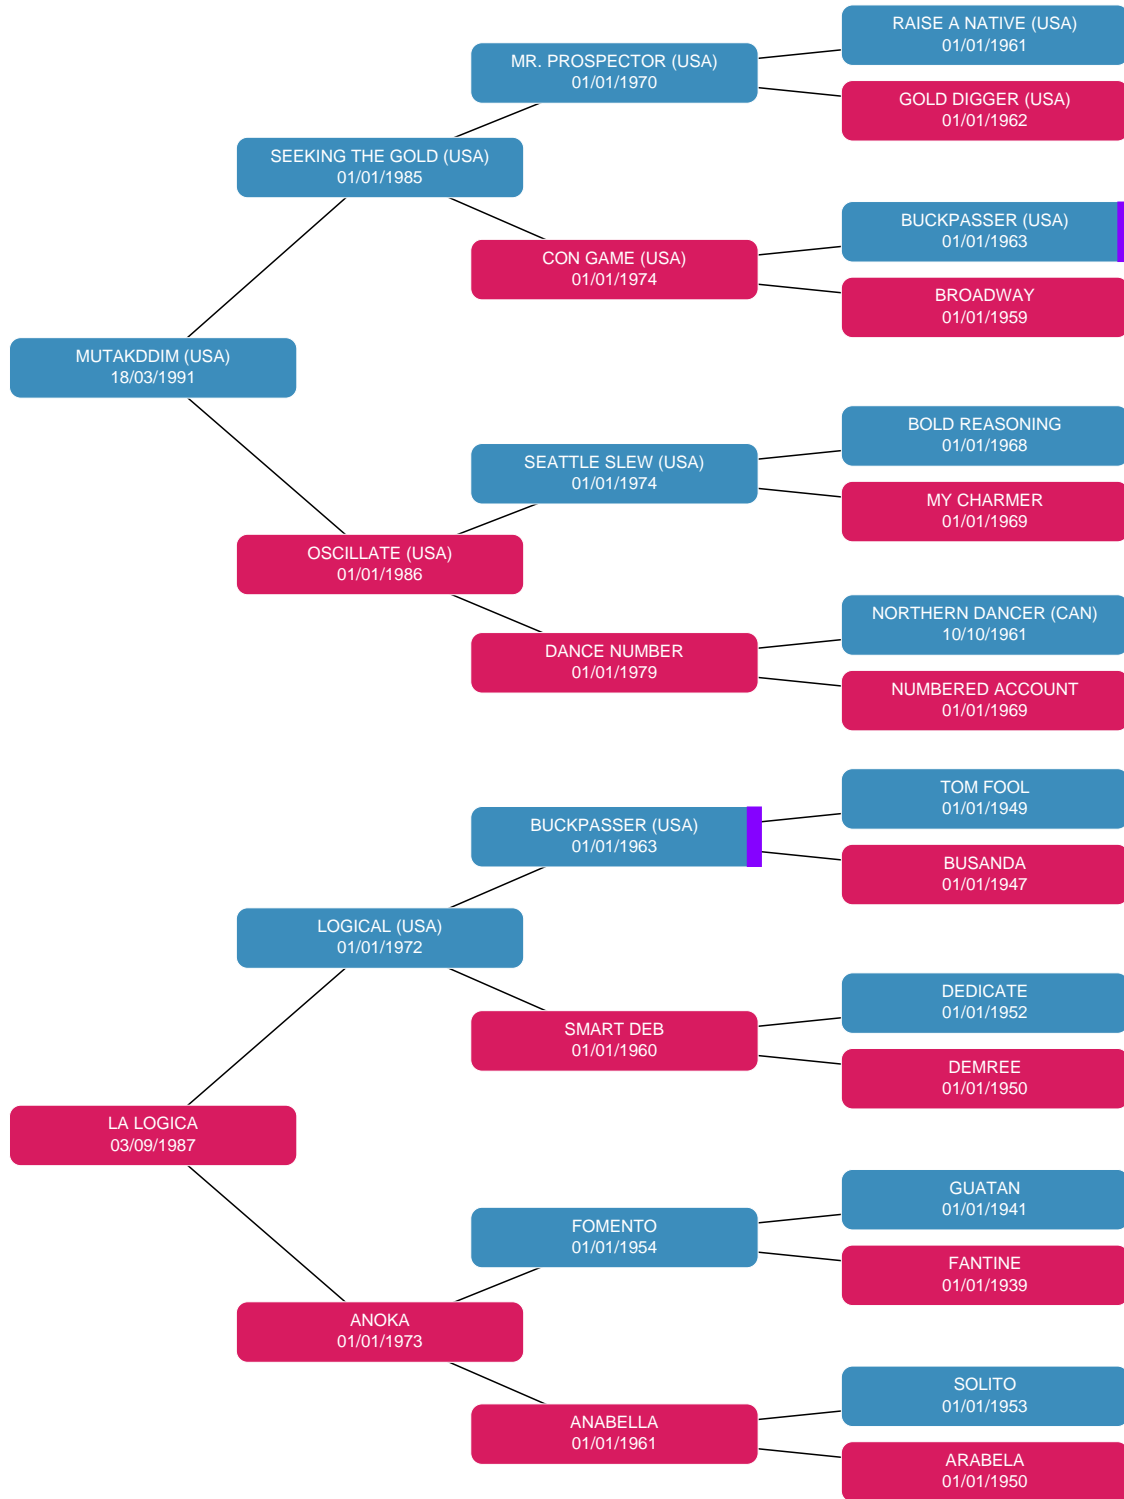 RAISE A NATIVE (USA)
01/01/1961
MR. PROSPECTOR (USA)
01/01/1970
GOLD DIGGER (USA)
01/01/1962
SEEKING THE GOLD (USA)
01/01/1985
BUCKPASSER (USA)
01/01/1963
CON GAME (USA)
01/01/1974
BROADWAY
01/01/1959
MUTAKDDIM (USA)
18/03/1991
BOLD REASONING
01/01/1968
SEATTLE SLEW (USA)
01/01/1974
MY CHARMER
01/01/1969
OSCILLATE (USA)
01/01/1986
NORTHERN DANCER (CAN)
10/10/1961
DANCE NUMBER
01/01/1979
NUMBERED ACCOUNT
01/01/1969
TOM FOOL
01/01/1949
BUCKPASSER (USA)
01/01/1963
BUSANDA
01/01/1947
LOGICAL (USA)
01/01/1972
DEDICATE
01/01/1952
SMART DEB
01/01/1960
DEMREE
01/01/1950
LA LOGICA
03/09/1987
GUATAN
01/01/1941
FOMENTO
01/01/1954
FANTINE
01/01/1939
ANOKA
01/01/1973
SOLITO
01/01/1953
ANABELLA
01/01/1961
ARABELA
01/01/1950